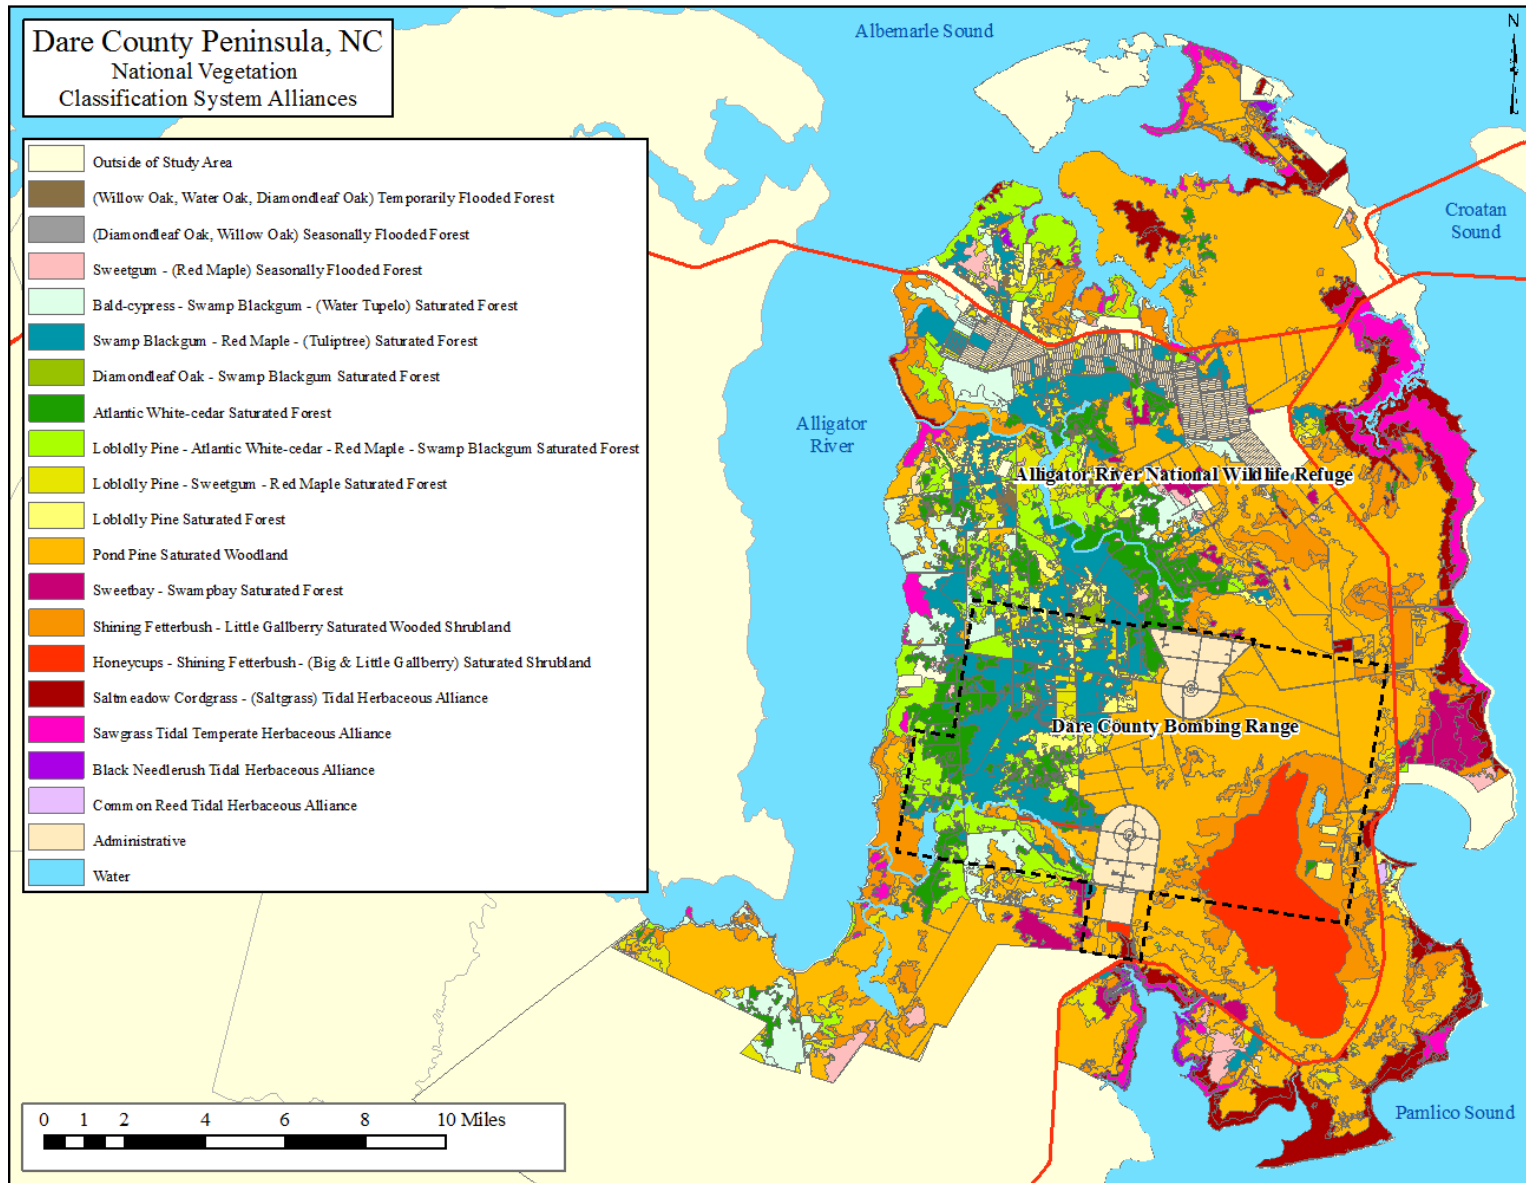 Dare County Peninsula, NC
National Vegetation
Classification System Alliances
Outside of Study Area
(Willow Oak, Water Oak, Diamondleaf Oak) Temporarily Flooded Forest
(Diamondleaf Oak, Willow Oak) Seasonally Flooded Forest
Sweetgum - (Red Maple) Seasonally Flooded Forest
Bald-cypress - Swamp Blackgum - (Water Tupelo) Saturated Forest
Swamp Blackgum - Red Maple - (Tuliptree) Saturated Forest
Diamondleaf Oak - Swamp Blackgum Saturated Forest
Atlantic White-cedar Saturated Forest
Loblolly Pine - Atlantic White-cedar - Red Maple - Swamp Blackgum Saturated Forest
Loblolly Pine - Sweetgum - Red Maple Saturated Forest
Loblolly Pine Saturated Forest
Pond Pine Saturated Woodland
Sweetbay - Swampbay Saturated Forest
Shining Fetterbush - Little Gallberry Saturated Wooded Shrubland
Honeycups - Shining Fetterbush - (Big & Little Gallberry) Saturated Shrubland
Saltmeadow Cordgrass - (Saltgrass) Tidal Herbaceous Alliance
Sawgrass Tidal Temperate Herbaceous Alliance
Black Needlerush Tidal Herbaceous Alliance
Common Reed Tidal Herbaceous Alliance
Administrative
Water
0 1 2 4 6 8 10 Miles
Albemarle Sound
N
Croatan
Sound
Alligator
River
Alligator River National Wildlife Refuge
Dare County Bombing Range
Pamlico Sound